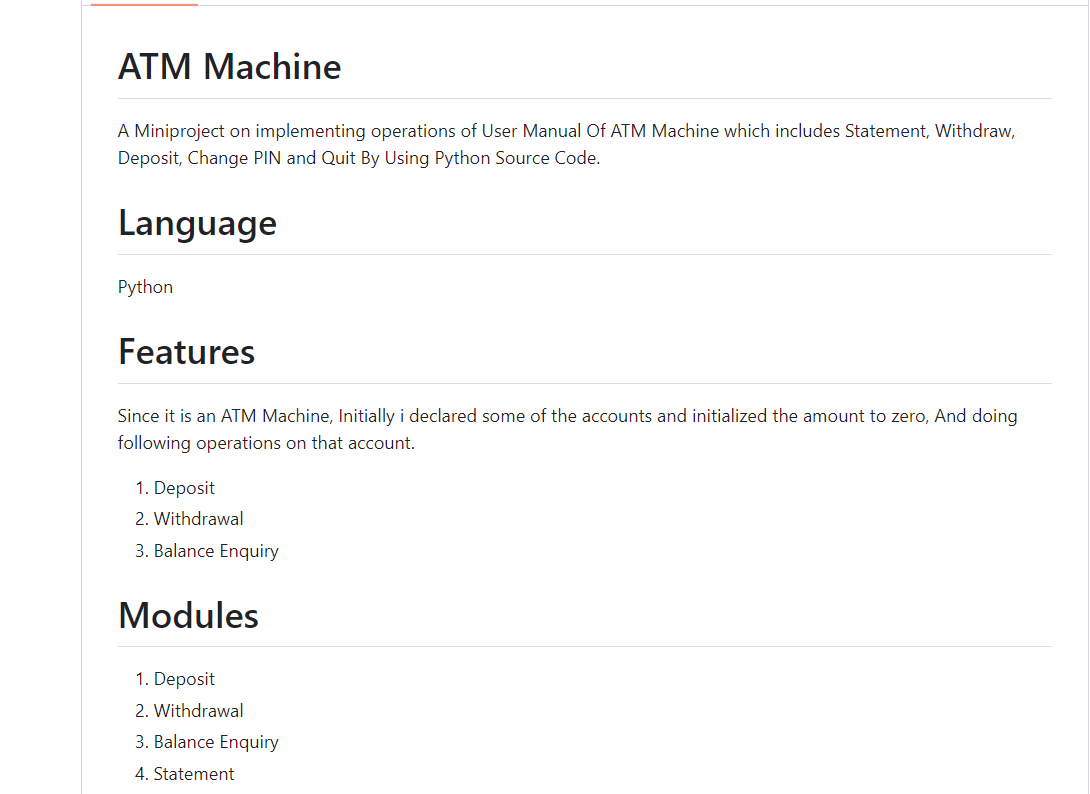 ATM Machine
A Miniproject on implementing operations of User Manual Of ATM Machine which includes Statement, Withdraw,
Deposit, Change PIN and Quit By Using Python Source Code.
Language
Python
Features
Since it is an ATM Machine, Initially i declared some of the accounts and initialized the amount to zero, And doing
following operations on that account.
1. Deposit
2. Withdrawal
3. Balance Enquiry
Modules
1. Deposit
2. Withdrawal
3. Balance Enquiry
4. Statement